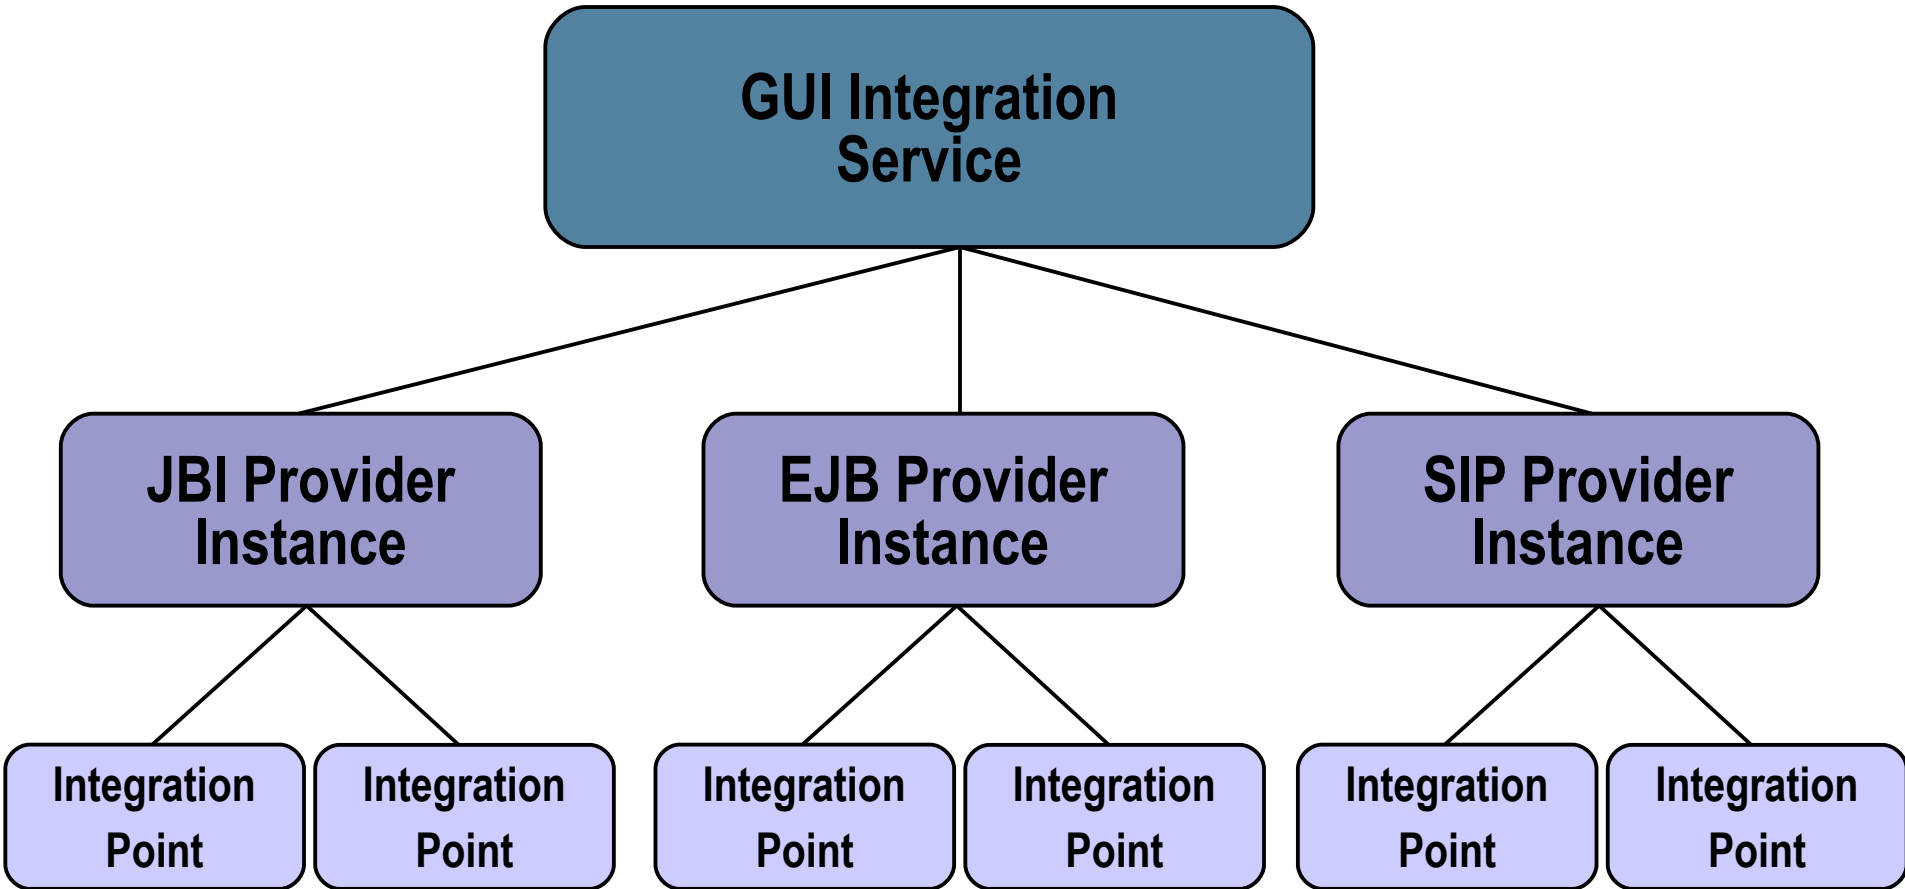 GUI Integration
Service
JBI Provider
Instance
EJB Provider
Instance
SIP Provider
Instance
Integration
Point
Integration
Point
Integration
Point
Integration
Point
Integration
Point
Integration
Point